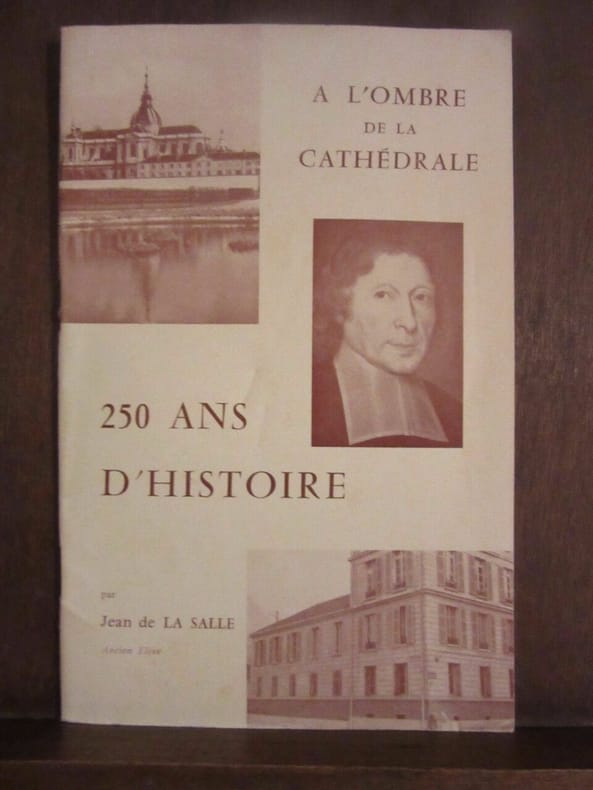 A L'OMBRE
DE LA
CATHÉDRALE
250 ANS
D'HISTOIRE
par
Jean de LA SALLE
Ancien Elève